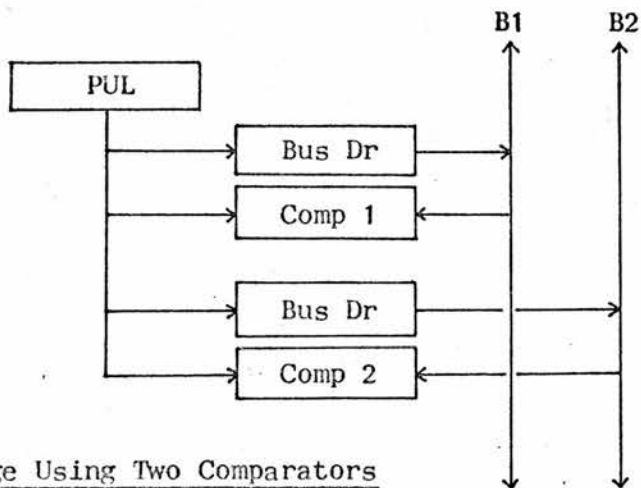 B1 B2
PUL
Bus Dr
Comp 1
Bus Dr
Comp 2
Using Two Comparators